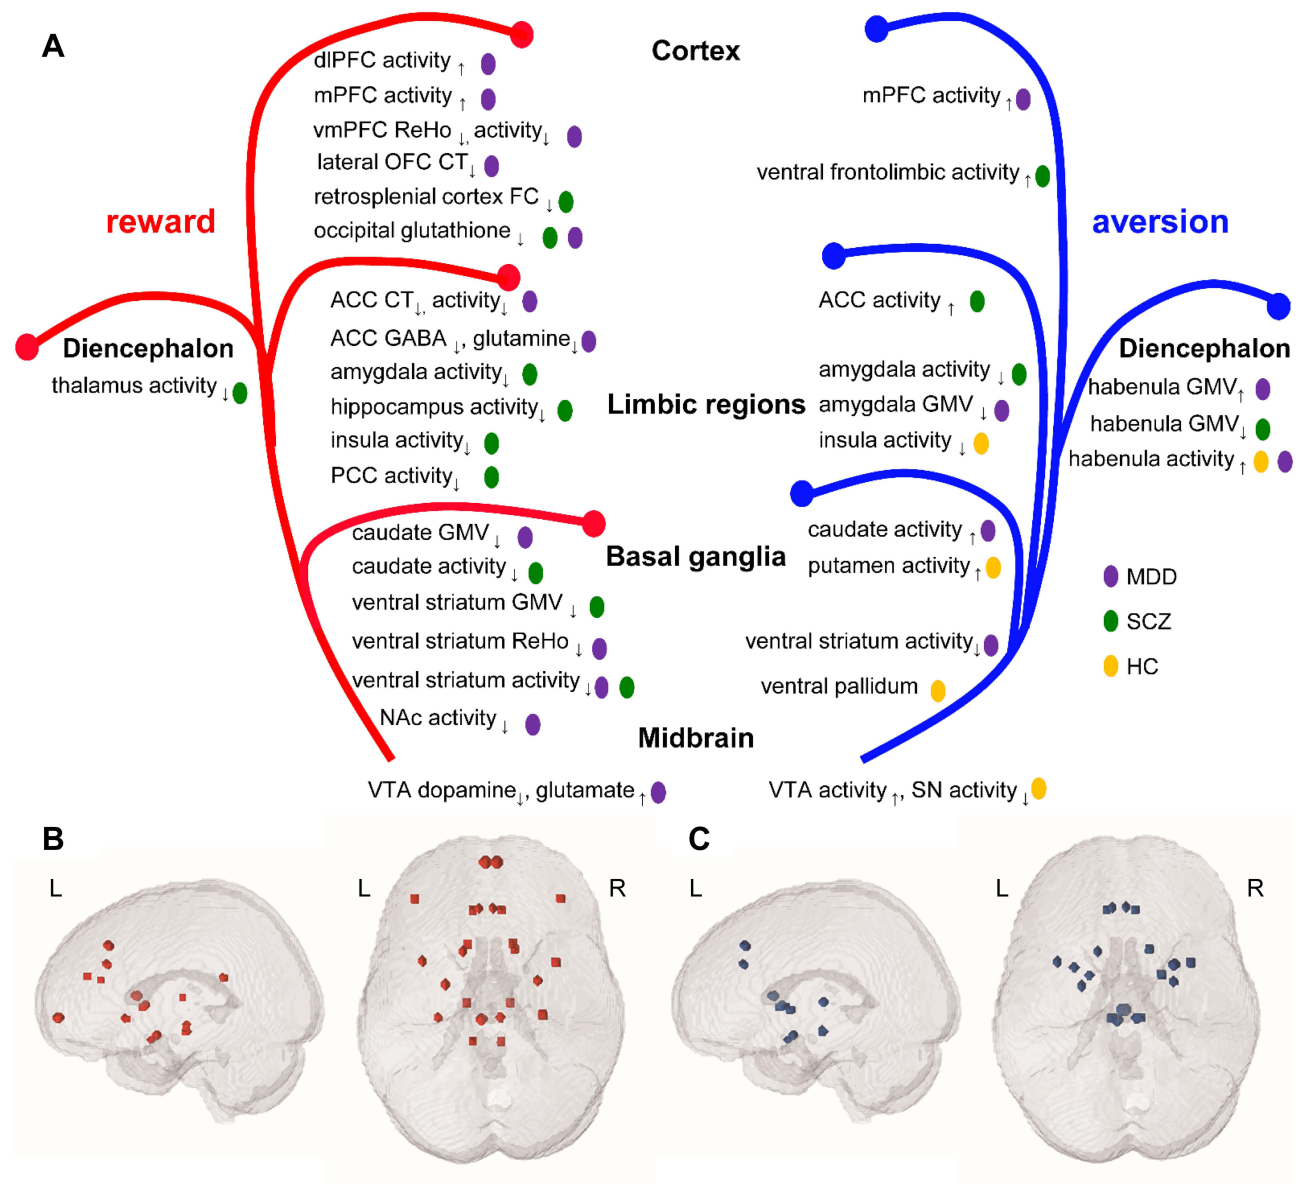 A
Cortex
dlPFC activity ↑
mPFC activity ↑
vmPFC ReHo ↓, activity↓
lateral OFC CT↓
retrosplenial cortex FC ↓
occipital glutathione ↓
reward
ACC CT↓, activity↓
ACC GABA ↓, glutamine↓
amygdala activity↓
hippocampus activity↓
insula activity↓
PCC activity↓
Diencephalon
thalamus activity ↓
Limbic regions
caudate GMV↓
caudate activity ↓
ventral striatum GMV ↓
ventral striatum ReHo ↓
ventral striatum activity ↓
NAc activity ↓
Basal ganglia
Midbrain
VTA dopamine↓, glutamate ↑
mPFC activity ↑
ventral frontolimbic activity ↑
aversion
ACC activity ↑
amygdala activity ↓
amygdala GMV ↓
insula activity ↓
Diencephalon
habenula GMV↑
habenula GMV↓
habenula activity ↑
caudate activity ↑
putamen activity ↑
ventral striatum activity↓
ventral pallidum
VTA activity ↑, SN activity ↓
MDD
SCZ
HC
B
L
L
R
C
L
L
R